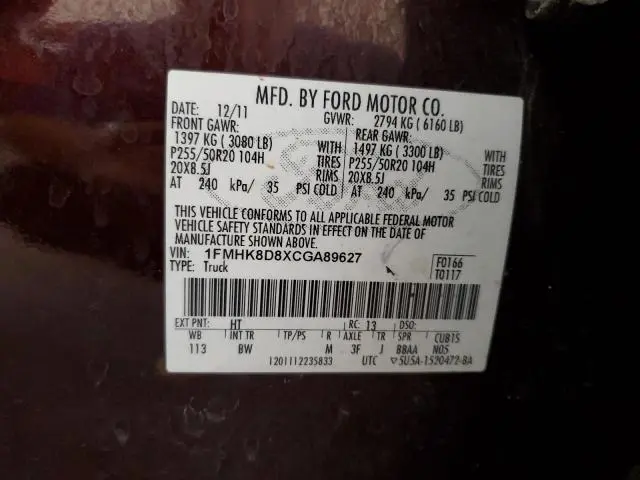 MFD. BY FORD MOTOR CO.
DATE: 12/11 GVWR: 2794 KG ( 6160 LB)
FRONT GAWR: REAR GAWR:
1397 KG ( 3080 LB) WITH 1497 KG ( 3300 LB) WITH
P255/50R20 104H TIRES P255/50R20 104H TIRES
20X8.5J RIMS 20X8.5J RIMS
AT 240 kPa/ 35 PSI COLD AT 240 kPa/ 35 PSI COLD
THIS VEHICLE CONFORMS TO ALL APPLICABLE FEDERAL MOTOR
VEHICLE SAFETY STANDARDS IN EFFECT ON THE DATE OF
MANUFACTURE SHOWN ABOVE.
VIN: 1FMHK8D8XCGA89627 F0166
TYPE: Truck T0117
EXT PNT: HT RC: 13 DSO:
WB INT TR TP/PS R AXLE TR SPR CUBTS
113 BW M 3F J BBAA NOS
1201112235833 UTC ▽5U5A-1520472-BA